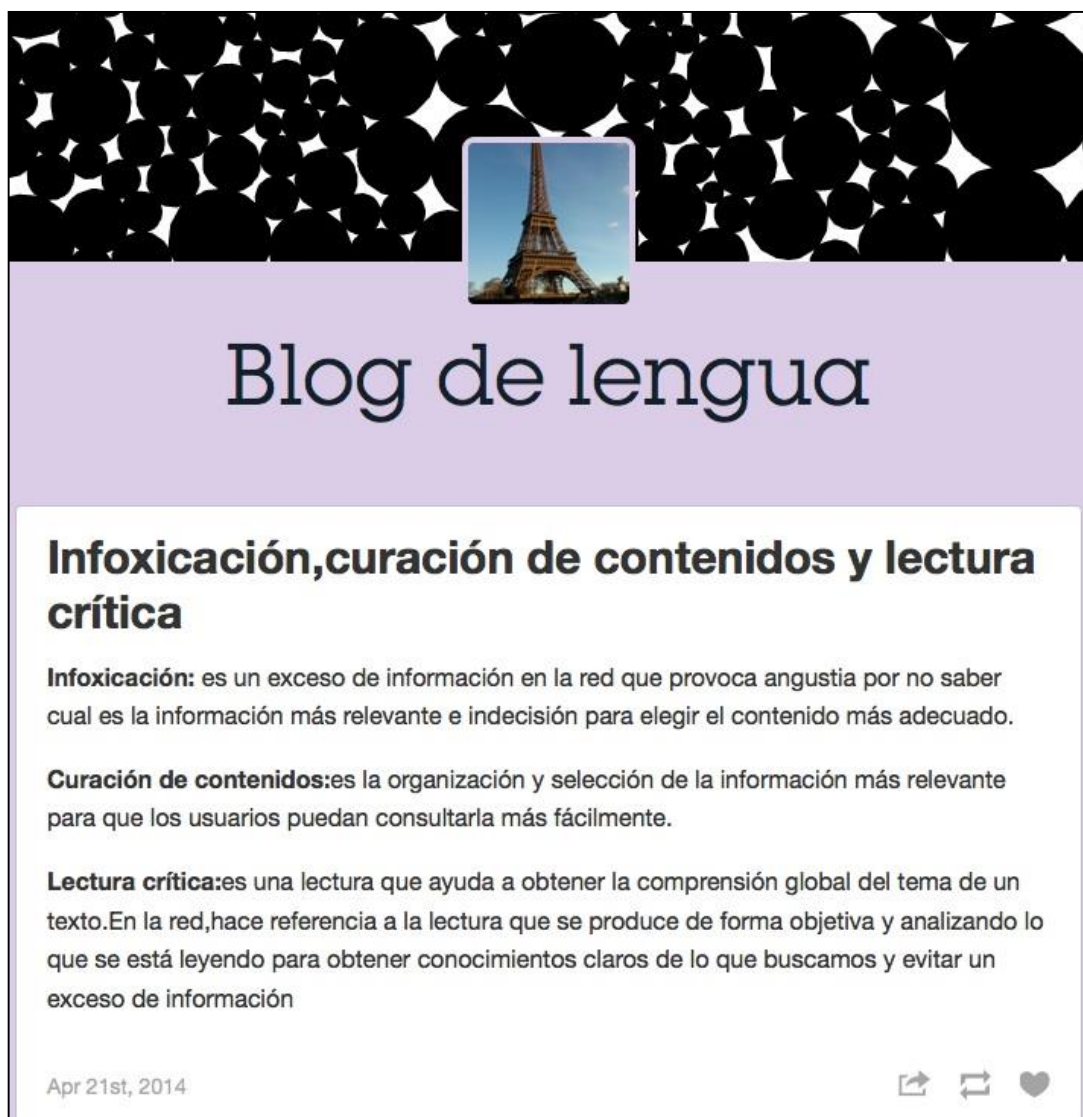 Blog de lengua
Infoxicación,curación de contenidos y lectura
crítica
Infoxicación: es un exceso de información en la red que provoca angustia por no saber
cual es la información más relevante e indecisión para elegir el contenido más adecuado.
Curación de contenidos:es la organización y selección de la información más relevante
para que los usuarios puedan consultarla más fácilmente.
Lectura crítica:es una lectura que ayuda a obtener la comprensión global del tema de un
texto.En la red,hace referencia a la lectura que se produce de forma objetiva y analizando lo
que se está leyendo para obtener conocimientos claros de lo que buscamos y evitar un
exceso de información
Apr 21st, 2014